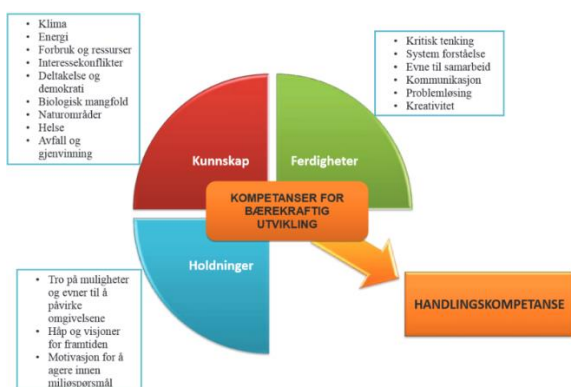 • Klima
• Energi
• Forbruk og ressurser
• Interessekonflikter
• Deltakelse og
demokrati
• Biologisk mangfold
• Naturområder
• Helse
• Avfall og
gjenvinning
• Kritisk tenking
• System forståelse
• Evne til samarbeid
• Kommunikasjon
• Problemløsing
• Kreativitet
Kunnskap
Ferdigheter
KOMPETANSER FOR
BÆREKRAFTIG
UTVIKLING
Holdninger
HANDLINGSKOMPETANSE
• Tro på muligheter
og evner til å
påvirke
omgivelsene
• Håp og visjoner
for framtiden
• Motivasjon for å
agere innen
miljøspørsmål